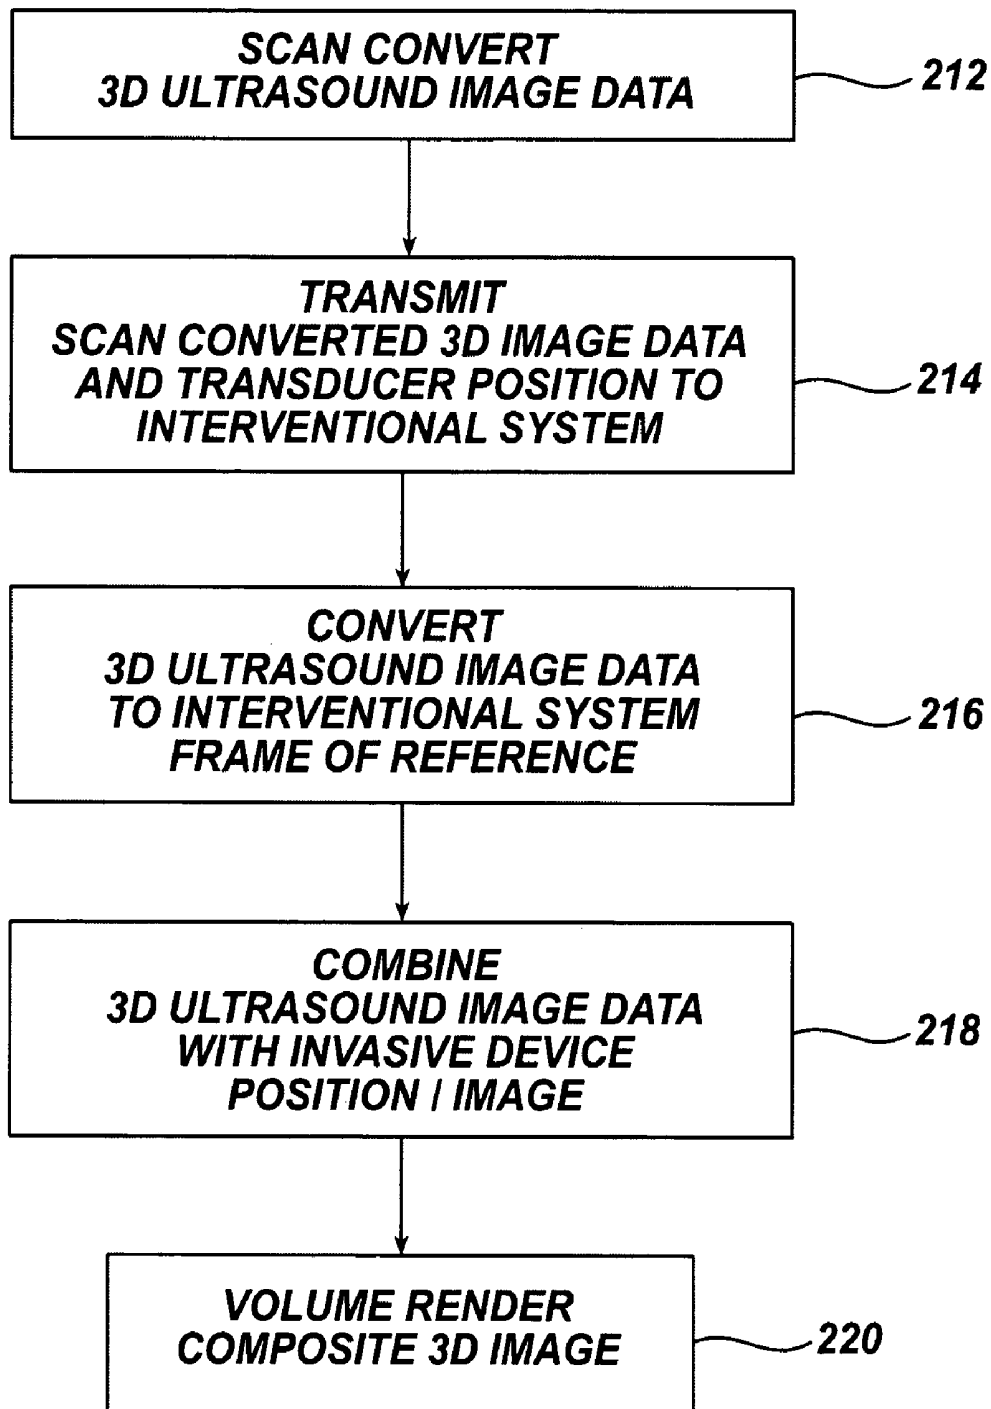 SCAN CONVERT
3D ULTRASOUND IMAGE DATA
212
TRANSMIT
SCAN CONVERTED 3D IMAGE DATA
AND TRANSDUCER POSITION TO
INTERVENTIONAL SYSTEM
214
CONVERT
3D ULTRASOUND IMAGE DATA
TO INTERVENTIONAL SYSTEM
FRAME OF REFERENCE
216
COMBINE
3D ULTRASOUND IMAGE DATA
WITH INVASIVE DEVICE
POSITION / IMAGE
218
VOLUME RENDER
COMPOSITE 3D IMAGE
220